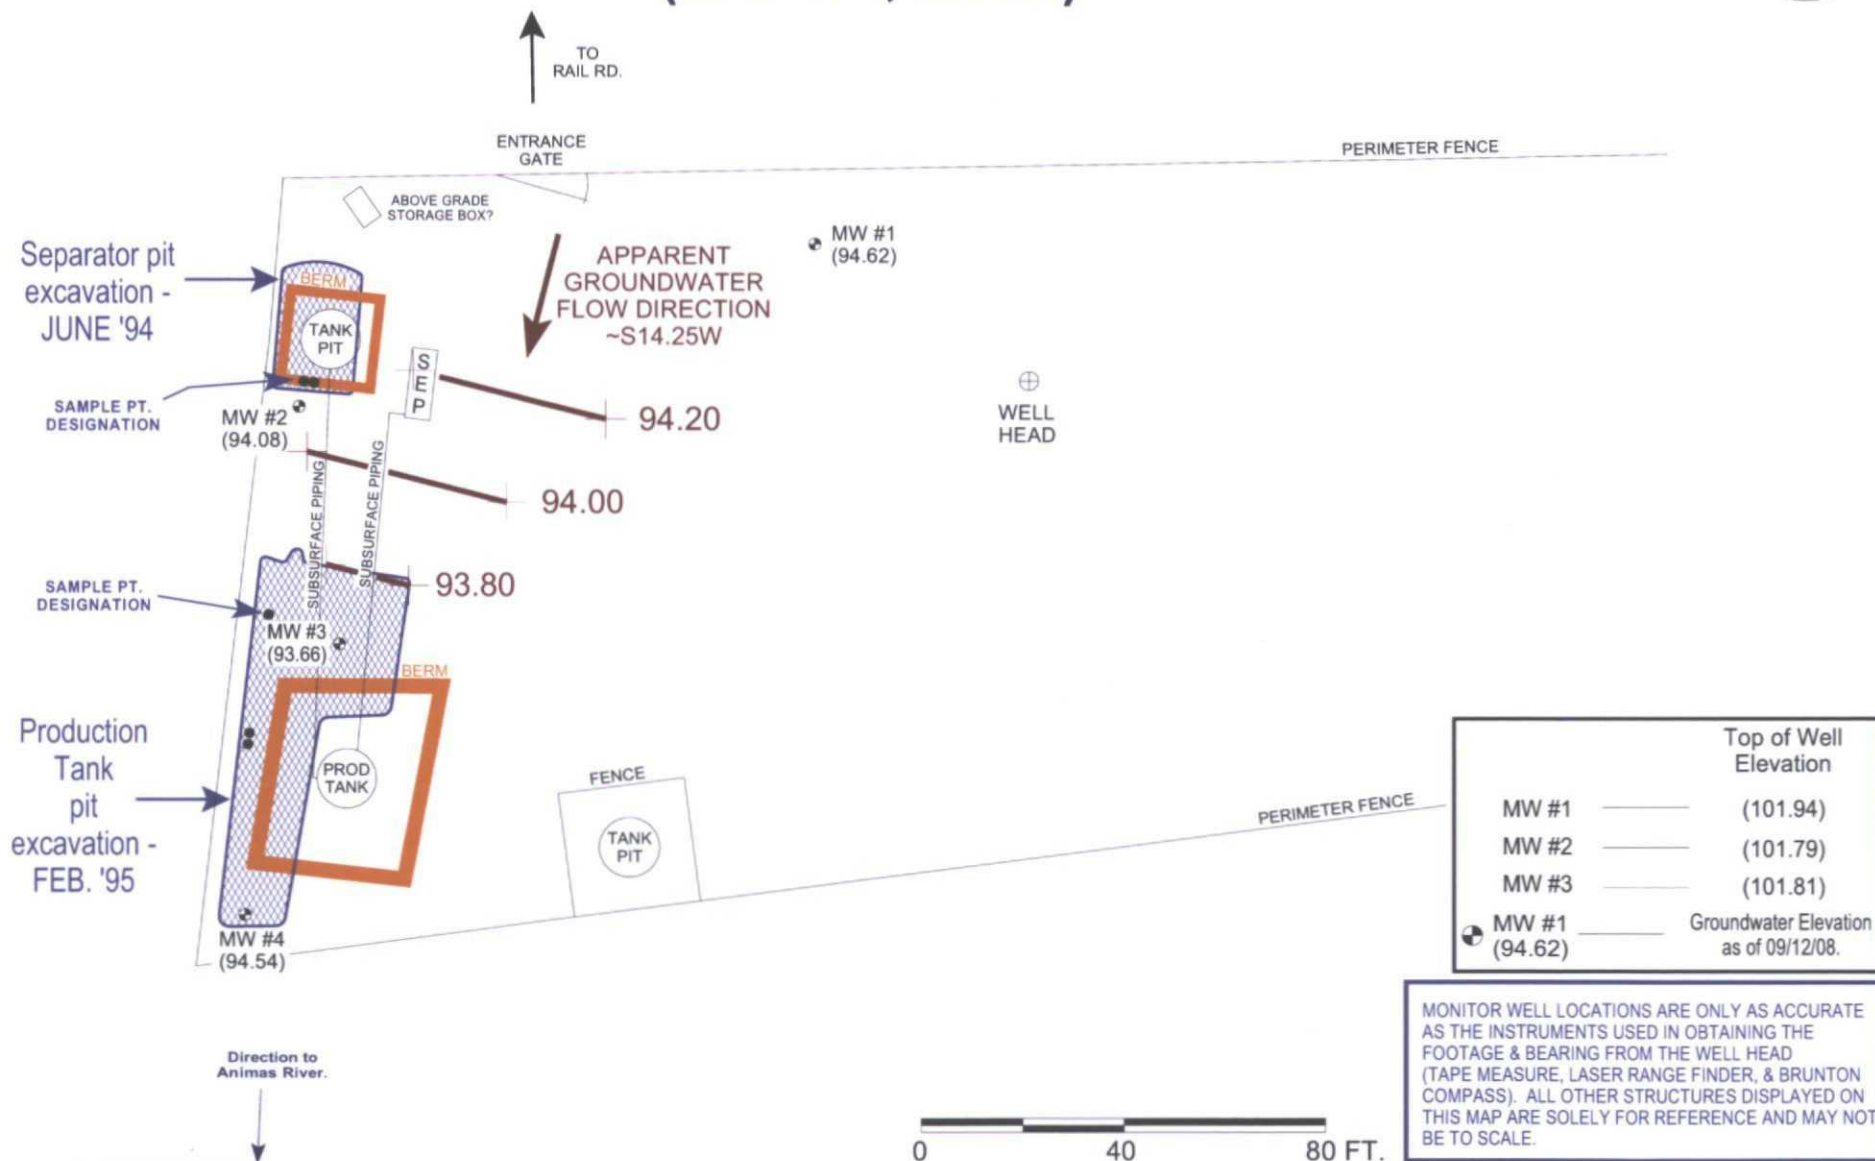 TO
RAIL RD.
ENTRANCE
GATE
PERIMETER FENCE
ABOVE GRADE
STORAGE BOX?
MW #1
(94.62)
Separator pit
excavation -
JUNE '94
BERM
TANK
PIT
APPARENT
GROUNDWATER
FLOW DIRECTION
~S14.25W
S
E
P
SAMPLE PT.
DESIGNATION
MW #2
(94.08)
94.20
WELL
HEAD
SUBSURFACE PIPING
SUBSURFACE PIPING
94.00
93.80
SAMPLE PT.
DESIGNATION
MW #3
(93.66)
BERM
Production
Tank
pit
excavation -
FEB. '95
PROD
TANK
FENCE
TANK
PIT
PERIMETER FENCE
MW #4
(94.54)
Top of Well
Elevation
MW #1 (101.94)
MW #2 (101.79)
MW #3 (101.81)
MW #1 Groundwater Elevation
(94.62) as of 09/12/08.
MONITOR WELL LOCATIONS ARE ONLY AS ACCURATE
AS THE INSTRUMENTS USED IN OBTAINING THE
FOOTAGE & BEARING FROM THE WELL HEAD
(TAPE MEASURE, LASER RANGE FINDER, & BRUNTON
COMPASS). ALL OTHER STRUCTURES DISPLAYED ON
THIS MAP ARE SOLELY FOR REFERENCE AND MAY NOT
BE TO SCALE.
Direction to
Animas River.
0 40 80 FT.